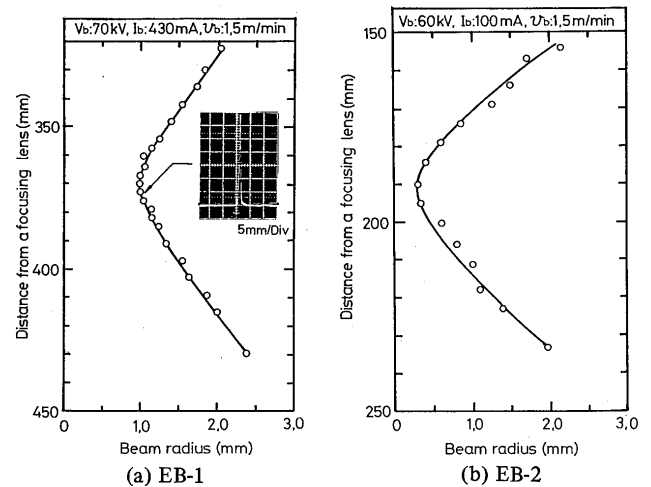 Vb:70kV, Ib:430mA, Ʋb:1,5m/min
350
400
450
0
1,0
2,0
3,0
Distance from a focusing lens (mm)
Beam radius (mm)
5mm/Div
(a) EB-1
Vb:60kV, Ib:100mA, Ʋb:1,5m/min
150
200
250
0
1,0
2,0
3,0
Distance from a focusing lens (mm)
Beam radius (mm)
(b) EB-2